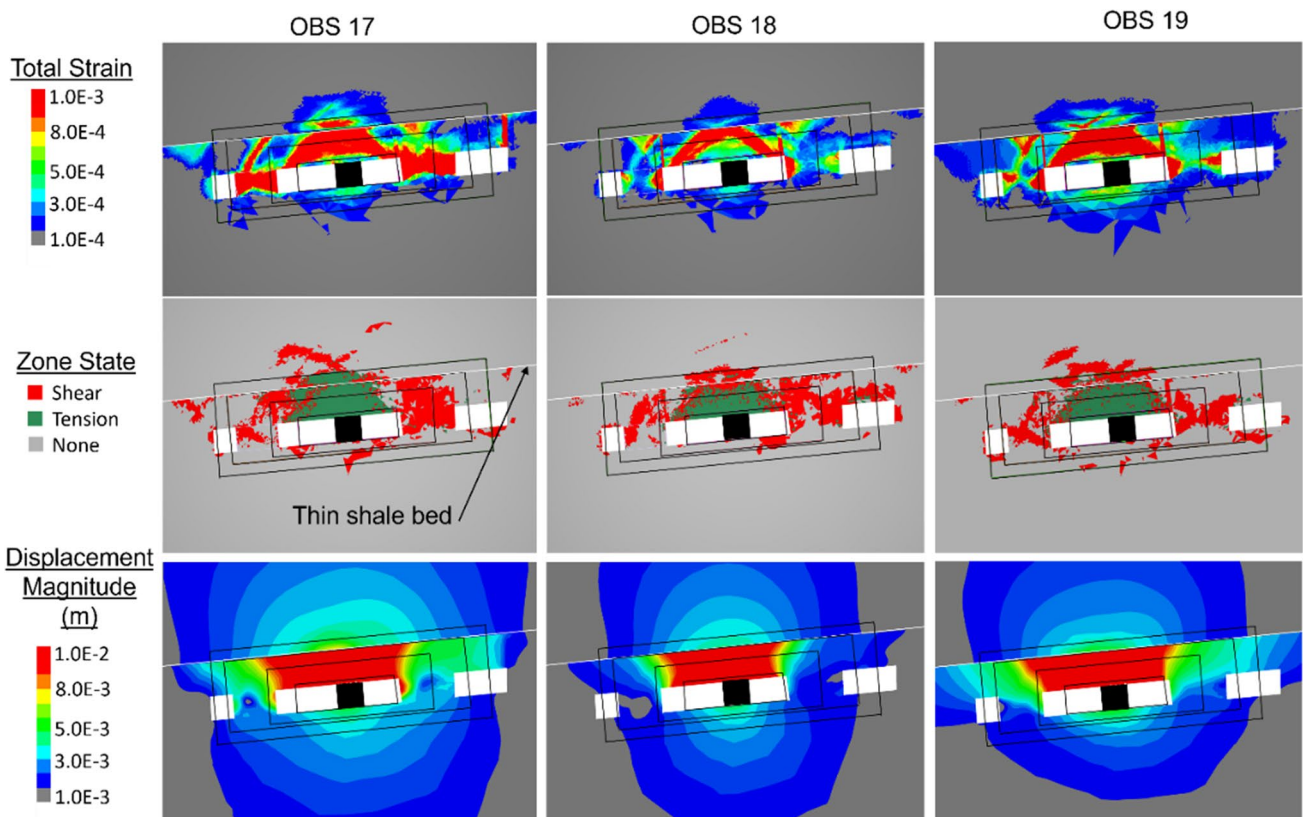 OBS 17
OBS 18
OBS 19
Total Strain
1.0E-3
8.0E-4
5.0E-4
3.0E-4
1.0E-4
Zone State
Shear
Tension
None
Thin shale bed
Displacement
Magnitude
(m)
1.0E-2
8.0E-3
5.0E-3
3.0E-3
1.0E-3